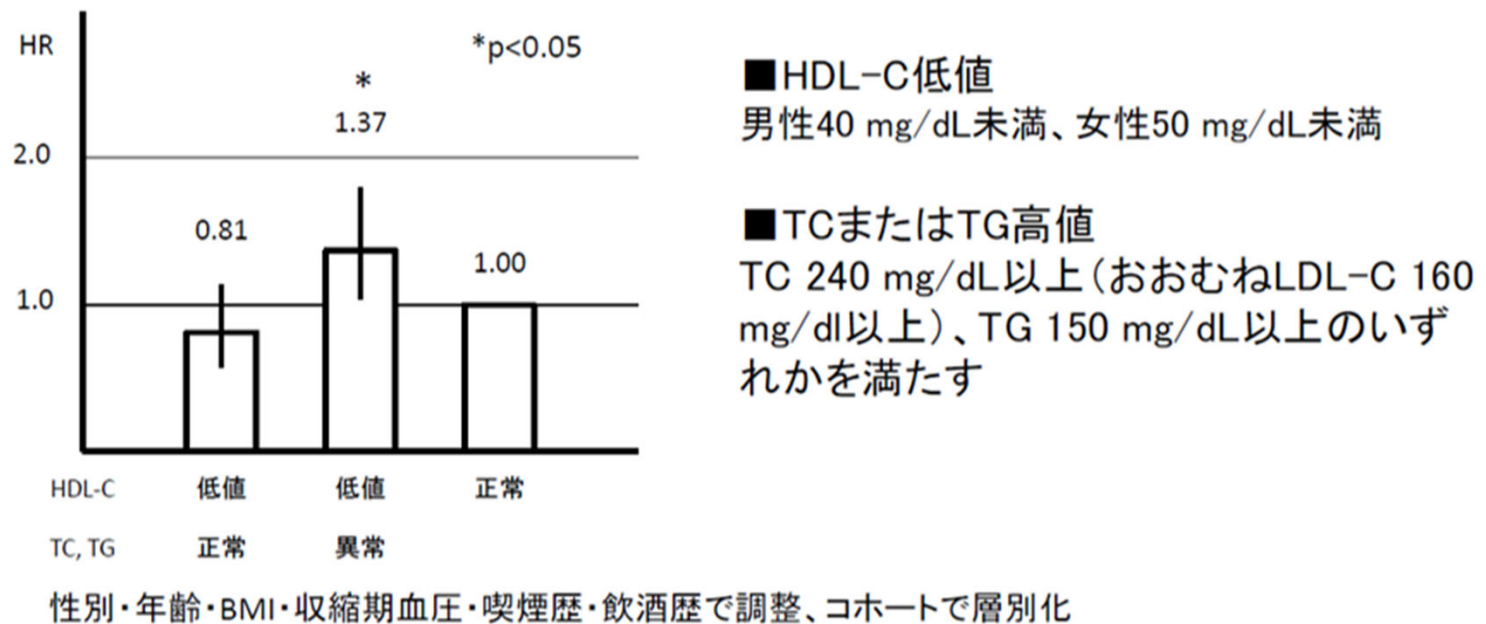 HR
*p<0.05
*
1.37
2.0
0.81
1.00
1.0
HDL-C 低値 低値 正常
TC, TG 正常 異常
■HDL-C低値
男性40 mg/dL未満、女性50 mg/dL未満
■TCまたはTG高値
TC 240 mg/dL以上（おおむねLDL-C 160
mg/dl以上）、TG 150 mg/dL以上のいず
れかを満たす
性別・年齢・BMI・収縮期血圧・喫煙歴・飲酒歴で調整、コホートで層別化